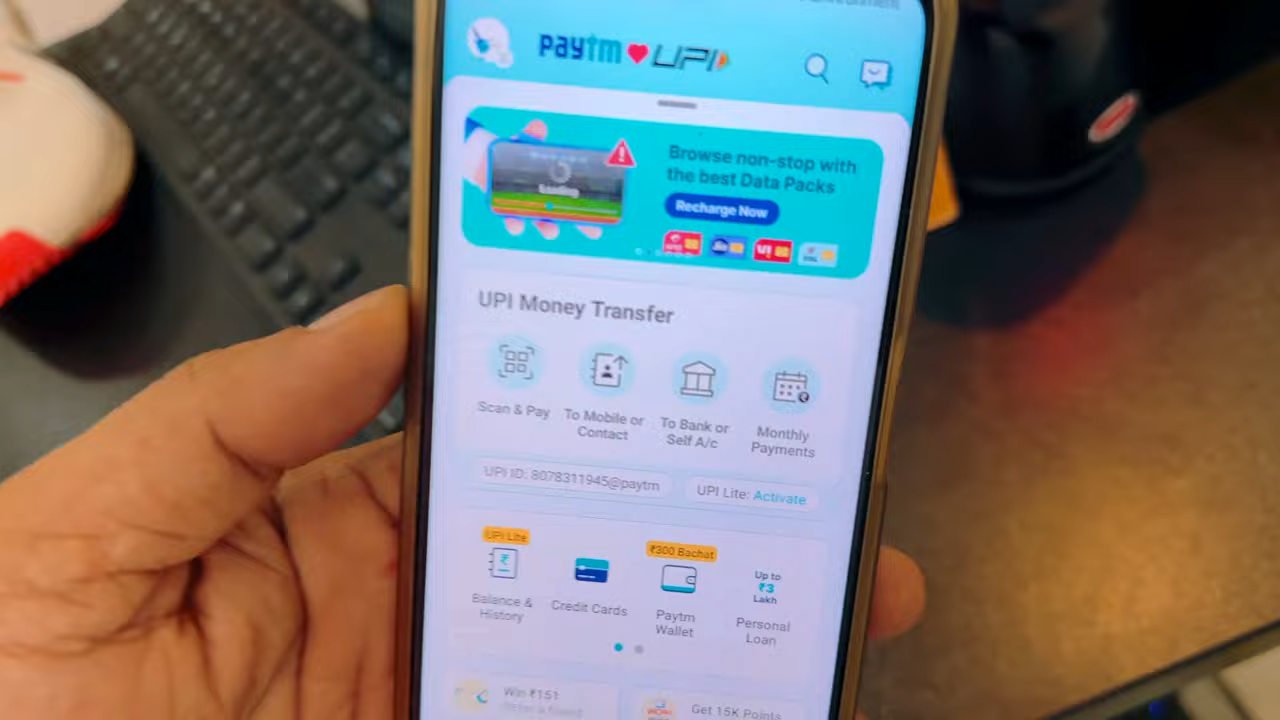 paytm UPI
Browse non-stop with
the best Data Packs
Recharge Now
UPI Money Transfer
Scan & Pay
To Mobile or
Contact
To Bank or
Self A/c
Monthly
Payments
UPI ID: 8078311945@paytm
UPI Lite: Activate
UPI Lite
Balance &
History
Credit Cards
₹300 Bachat
Paytm
Wallet
Up to
₹3
Lakh
Personal
Loan
Win ₹151
Get 15K Points